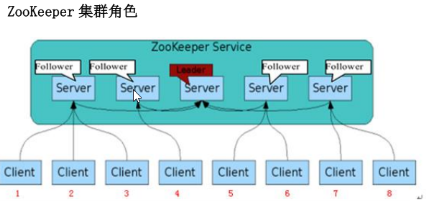 ZooKeeper 集群角色
ZooKeeper Service
Follower Follower Leader Follower Follower
Server Server Server Server Server
Client Client Client Client Client Client Client Client
1 2 3 4 5 6 7 8